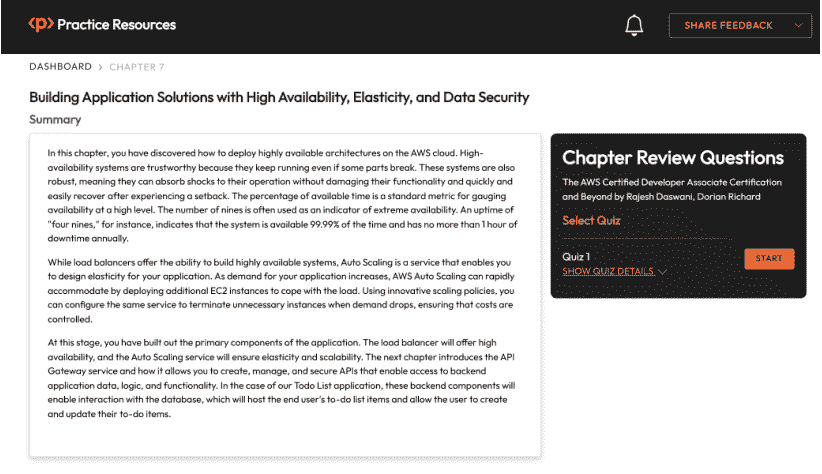 <p> Practice Resources
SHARE FEEDBACK
DASHBOARD > CHAPTER 7
Building Application Solutions with High Availability, Elasticity, and Data Security
Summary
In this chapter, you have discovered how to deploy highly available architectures on the AWS cloud. High-
availability systems are trustworthy because they keep running even if some parts break. These systems are also
robust, meaning they can absorb shocks to their operation without damaging their functionality and quickly and
easily recover after experiencing a setback. The percentage of available time is a standard metric for gauging
availability at a high level. The number of nines is often used as an indicator of extreme availability. An uptime of
"four nines," for instance, indicates that the system is available 99.99% of the time and has no more than 1 hour of
downtime annually.
While load balancers offer the ability to build highly available systems, Auto Scaling is a service that enables you
to design elasticity for your application. As demand for your application increases, AWS Auto Scaling can rapidly
accommodate by deploying additional EC2 instances to cope with the load. Using innovative scaling policies, you
can configure the same service to terminate unnecessary instances when demand drops, ensuring that costs are
controlled.
At this stage, you have built out the primary components of the application. The load balancer will offer high
availability, and the Auto Scaling service will ensure elasticity and scalability. The next chapter introduces the API
Gateway service and how it allows you to create, manage, and secure APIs that enable access to backend
application data, logic, and functionality. In the case of our Todo List application, these backend components will
enable interaction with the database, which will host the end user's to-do list items and allow the user to create
and update their to-do items.
Chapter Review Questions
The AWS Certified Developer Associate Certification
and Beyond by Rajesh Daswani, Dorian Richard
Select Quiz
Quiz 1
START
SHOW QUIZ DETAILS